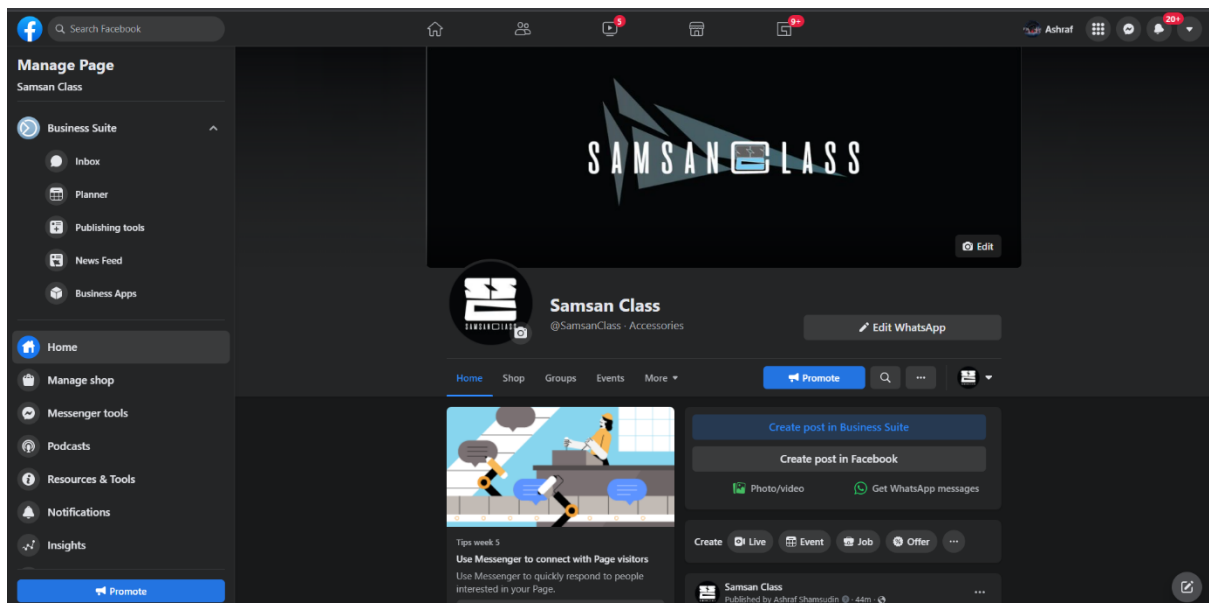 Search Facebook
5
9+
Ashraf
20+
Manage Page
Samsan Class
Business Suite
Inbox
Planner
Publishing tools
News Feed
Business Apps
Home
Manage shop
Messenger tools
Podcasts
Resources & Tools
Notifications
Insights
Promote
SAMSAN CLASS
Edit
SAMSAN CLASS
Samsan Class
@SamsanClass · Accessories
Edit WhatsApp
Home Shop Groups Events More
Promote
Tips week 5
Use Messenger to connect with Page visitors
Use Messenger to quickly respond to people
interested in your Page.
Create post in Business Suite
Create post in Facebook
Photo/video Get WhatsApp messages
Create Live Event Job Offer
Samsan Class
Published by Ashraf Shamsudin · 44m ·